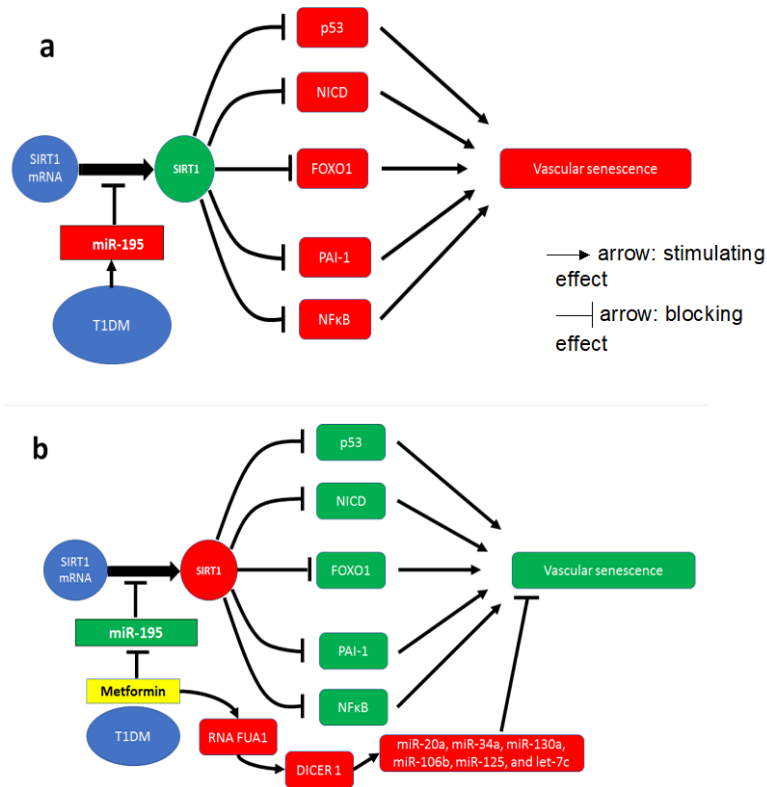 a
p53
NICD
SIRT1
mRNA
SIRT1
FOXO1
Vascular senescence
miR-195
PAI-1
T1DM
NFκB
arrow: stimulating
effect
arrow: blocking
effect
b
p53
NICD
SIRT1
mRNA
SIRT1
FOXO1
Vascular senescence
miR-195
PAI-1
Metformin
NFκB
T1DM
RNA FUA1
DICER 1
miR-20a, miR-34a, miR-130a,
miR-106b, miR-125, and let-7c